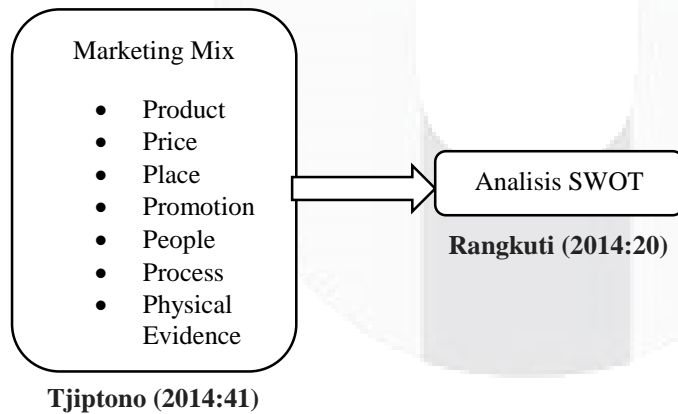 Marketing Mix
• Product
• Price
• Place
• Promotion
• People
• Process
• Physical
Evidence
Tjiptono (2014:41)
Analisis SWOT
Rangkuti (2014:20)